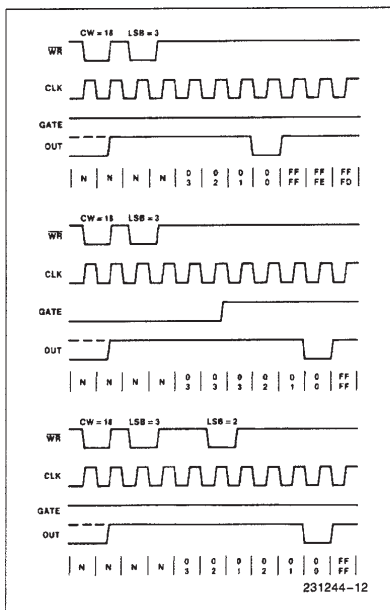 CW = 18 LSB = 3
WR
CLK
GATE
OUT
| N | N | N | N | 0 3 | 0 2 | 0 1 | 0 0 | FF FF | FF FE | FF FD |
CW = 18 LSB = 3
WR
CLK
GATE
OUT
| N | N | N | N | 0 3 | 0 3 | 0 3 | 0 2 | 0 1 | 0 0 | FF FF |
CW = 18 LSB = 3 LSB = 2
WR
CLK
GATE
OUT
| N | N | N | N | 0 3 | 0 2 | 0 1 | 0 2 | 0 1 | 0 0 | FF FF |
231244-12